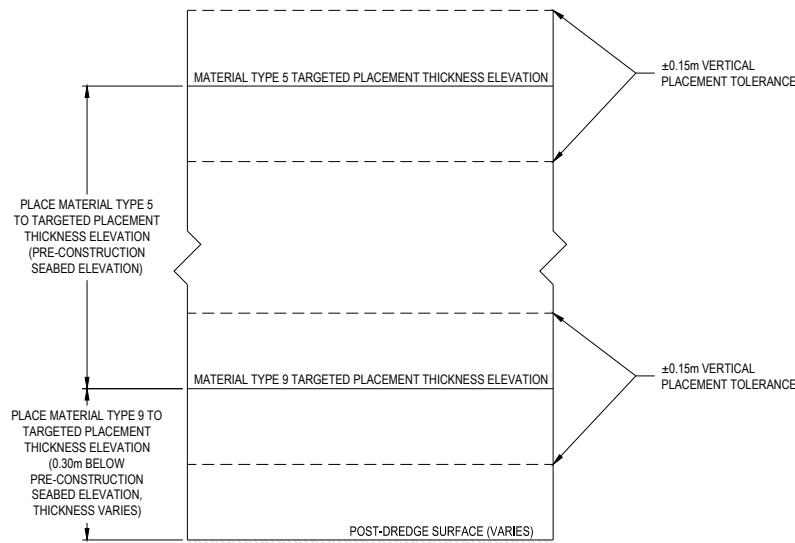 MATERIAL TYPE 5 TARGETED PLACEMENT THICKNESS ELEVATION
±0.15m VERTICAL
PLACEMENT TOLERANCE
PLACE MATERIAL TYPE 5
TO TARGETED PLACEMENT
THICKNESS ELEVATION
(PRE-CONSTRUCTION
SEABED ELEVATION)
MATERIAL TYPE 9 TARGETED PLACEMENT THICKNESS ELEVATION
±0.15m VERTICAL
PLACEMENT TOLERANCE
PLACE MATERIAL TYPE 9 TO
TARGETED PLACEMENT
THICKNESS ELEVATION
(0.30m BELOW
PRE-CONSTRUCTION
SEABED ELEVATION,
THICKNESS VARIES)
POST-DREDGE SURFACE (VARIES)